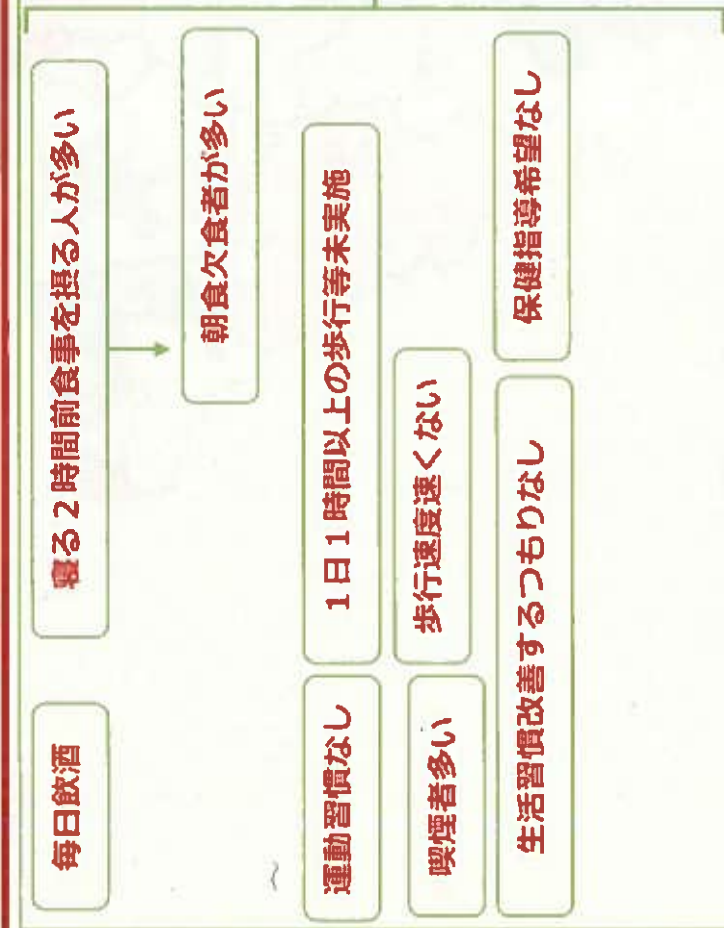 毎日飲酒
寝る２時間前食事を摂る人が多い
朝食欠食者が多い
運動習慣なし
１日１時間以上の歩行等未実施
喫煙者多い
歩行速度速くない
生活習慣改善するつもりなし
保健指導希望なし